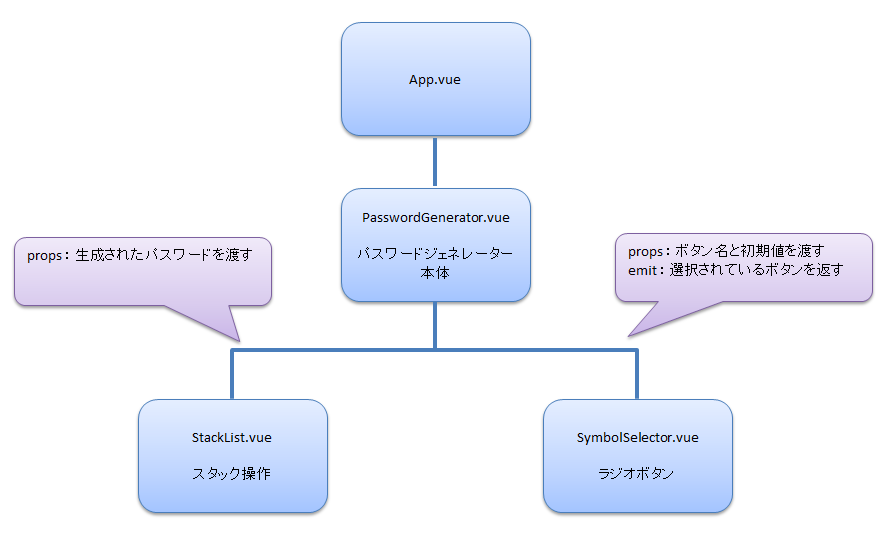 App.vue
PasswordGenerator.vue
パスワードジェネレーター
本体
props：生成されたパスワードを渡す
props：ボタン名と初期値を渡す
emit：選択されているボタンを返す
StackList.vue
スタック操作
SymbolSelector.vue
ラジオボタン